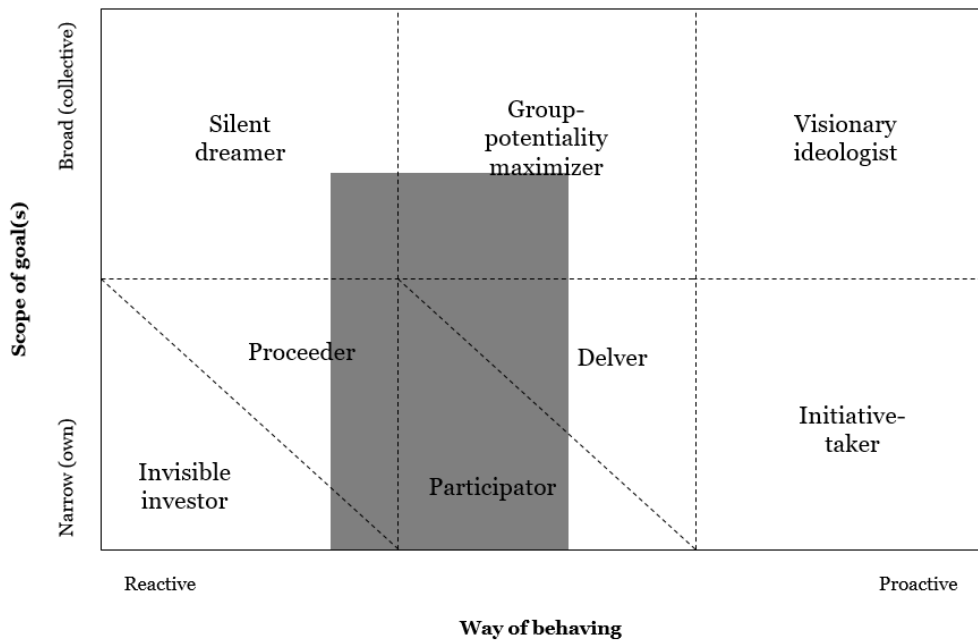 Broad (collective)
Scope of goal(s)
Narrow (own)
Silent
dreamer
Group-
potentiality
maximizer
Visionary
ideologist
Proceeder
Delver
Invisible
investor
Participator
Initiative-
taker
Reactive
Proactive
Way of behaving